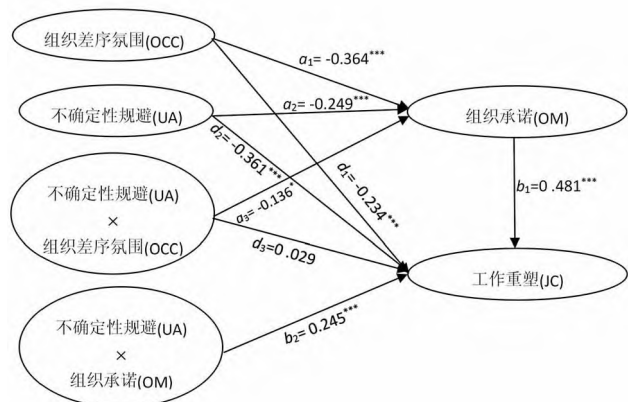 组织差序氛围(OCC)
a₁= -0.364***
不确定性规避(UA)
a₂= -0.249***
组织承诺(OM)
d₂= -0.361***
d₁= -0.234***
不确定性规避(UA)
×
组织差序氛围(OCC)
a₃= -0.136*
b₁=0 .481***
d₃=0 .029
工作重塑(JC)
不确定性规避(UA)
×
组织承诺(OM)
b₂= 0.245***